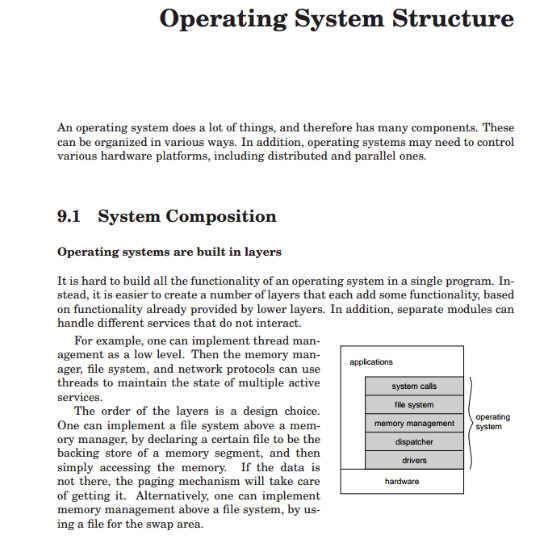 Operating System Structure
An operating system does a lot of things, and therefore has many components. These
can be organized in various ways. In addition, operating systems may need to control
various hardware platforms, including distributed and parallel ones.
9.1 System Composition
Operating systems are built in layers
It is hard to build all the functionality of an operating system in a single program. In-
stead, it is easier to create a number of layers that each add some functionality, based
on functionality already provided by lower layers. In addition, separate modules can
handle different services that do not interact.
For example, one can implement thread man-
agement as a low level. Then the memory man-
ager, file system, and network protocols can use
threads to maintain the state of multiple active
services.
The order of the layers is a design choice.
One can implement a file system above a mem-
ory manager, by declaring a certain file to be the
backing store of a memory segment, and then
simply accessing the memory. If the data is
not there, the paging mechanism will take care
of getting it. Alternatively, one can implement
memory management above a file system, by us-
ing a file for the swap area.
applications
system calls
file system
memory management
dispatcher
drivers
hardware
operating
system